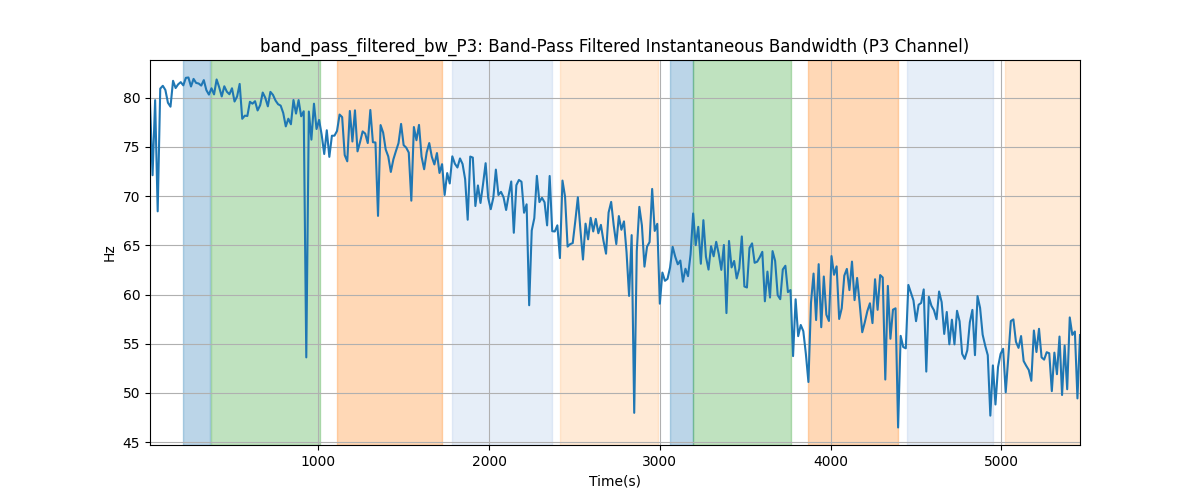 band_pass_filtered_bw_P3: Band-Pass Filtered Instantaneous Bandwidth (P3 Channel)
80
75
70
65
60
55
50
45
Hz
1000 2000 3000 4000 5000
Time(s)